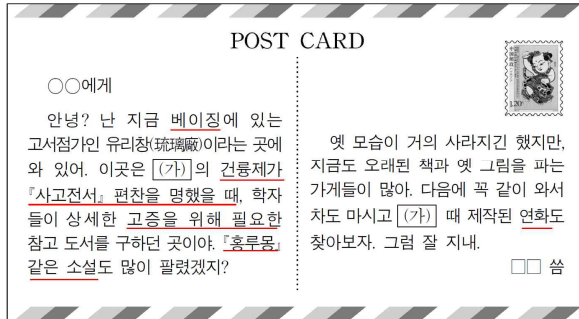 POST CARD
○○에게
안녕? 난 지금 베이징에 있는
고서점가인 유리창(琉璃廠)이라는 곳에
와 있어. 이곳은 (가) 의 건륭제가
『사고전서』 편찬을 명했을 때, 학자
들이 상세한 고증을 위해 필요한
참고 도서를 구하던 곳이야. 『홍루몽』
같은 소설도 많이 팔렸겠지?
옛 모습이 거의 사라지긴 했지만,
지금도 오래된 책과 옛 그림을 파는
가게들이 많아. 다음에 꼭 같이 와서
차도 마시고 (가) 때 제작된 연화도
찾아보자. 그럼 잘 지내.
□□ 씀